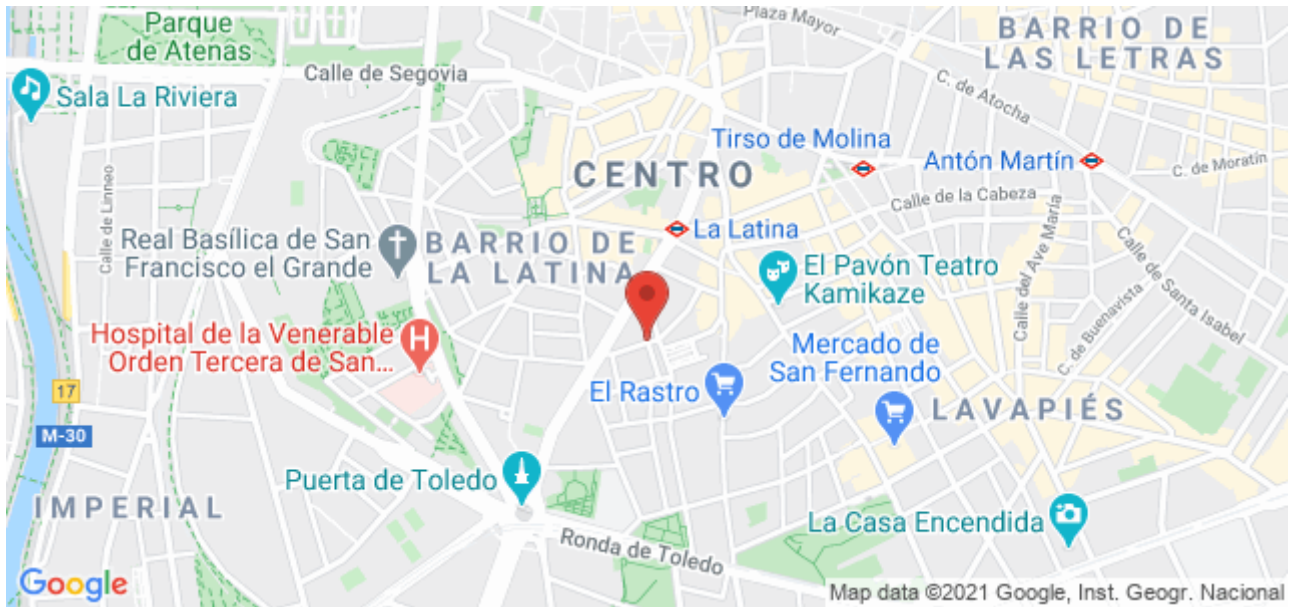 Parque
de Atenas
Plaza Mayor
BARRIO DE
LAS LETRAS
Calle de Segovia
C. de Atocha
Sala La Riviera
Tirso de Molina
Antón Martín
C. de Moratín
CENTRO
Calle de la Cabeza
Calle de Linneo
La Latina
Real Basílica de San
Francisco el Grande
BARRIO DE
LA LATINA
El Pavón Teatro
Kamikaze
Calle del Ave María
Calle de Santa Isabel
C. de Buenavista
Hospital de la Venerable
Orden Tercera de San...
H
Mercado de
San Fernando
17
El Rastro
LAVAPIÉS
M-30
Puerta de Toledo
IMPERIAL
La Casa Encendida
Ronda de Toledo
Google
Map data ©2021 Google, Inst. Geogr. Nacional